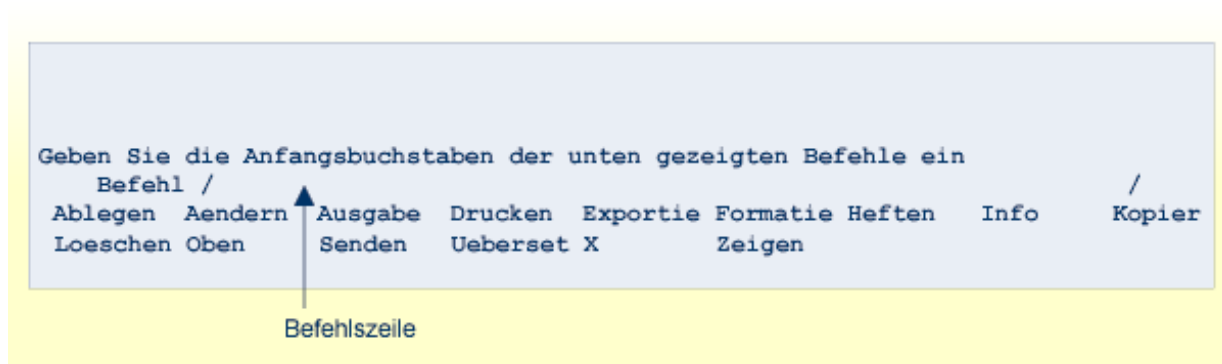 Geben Sie die Anfangsbuchstaben der unten gezeigten Befehle ein
Befehl / /
Ablegen Aendern Ausgabe Drucken Exportie Formatie Heften Info Kopier
Loeschen Oben Senden Ueberset X Zeigen
Befehlszeile